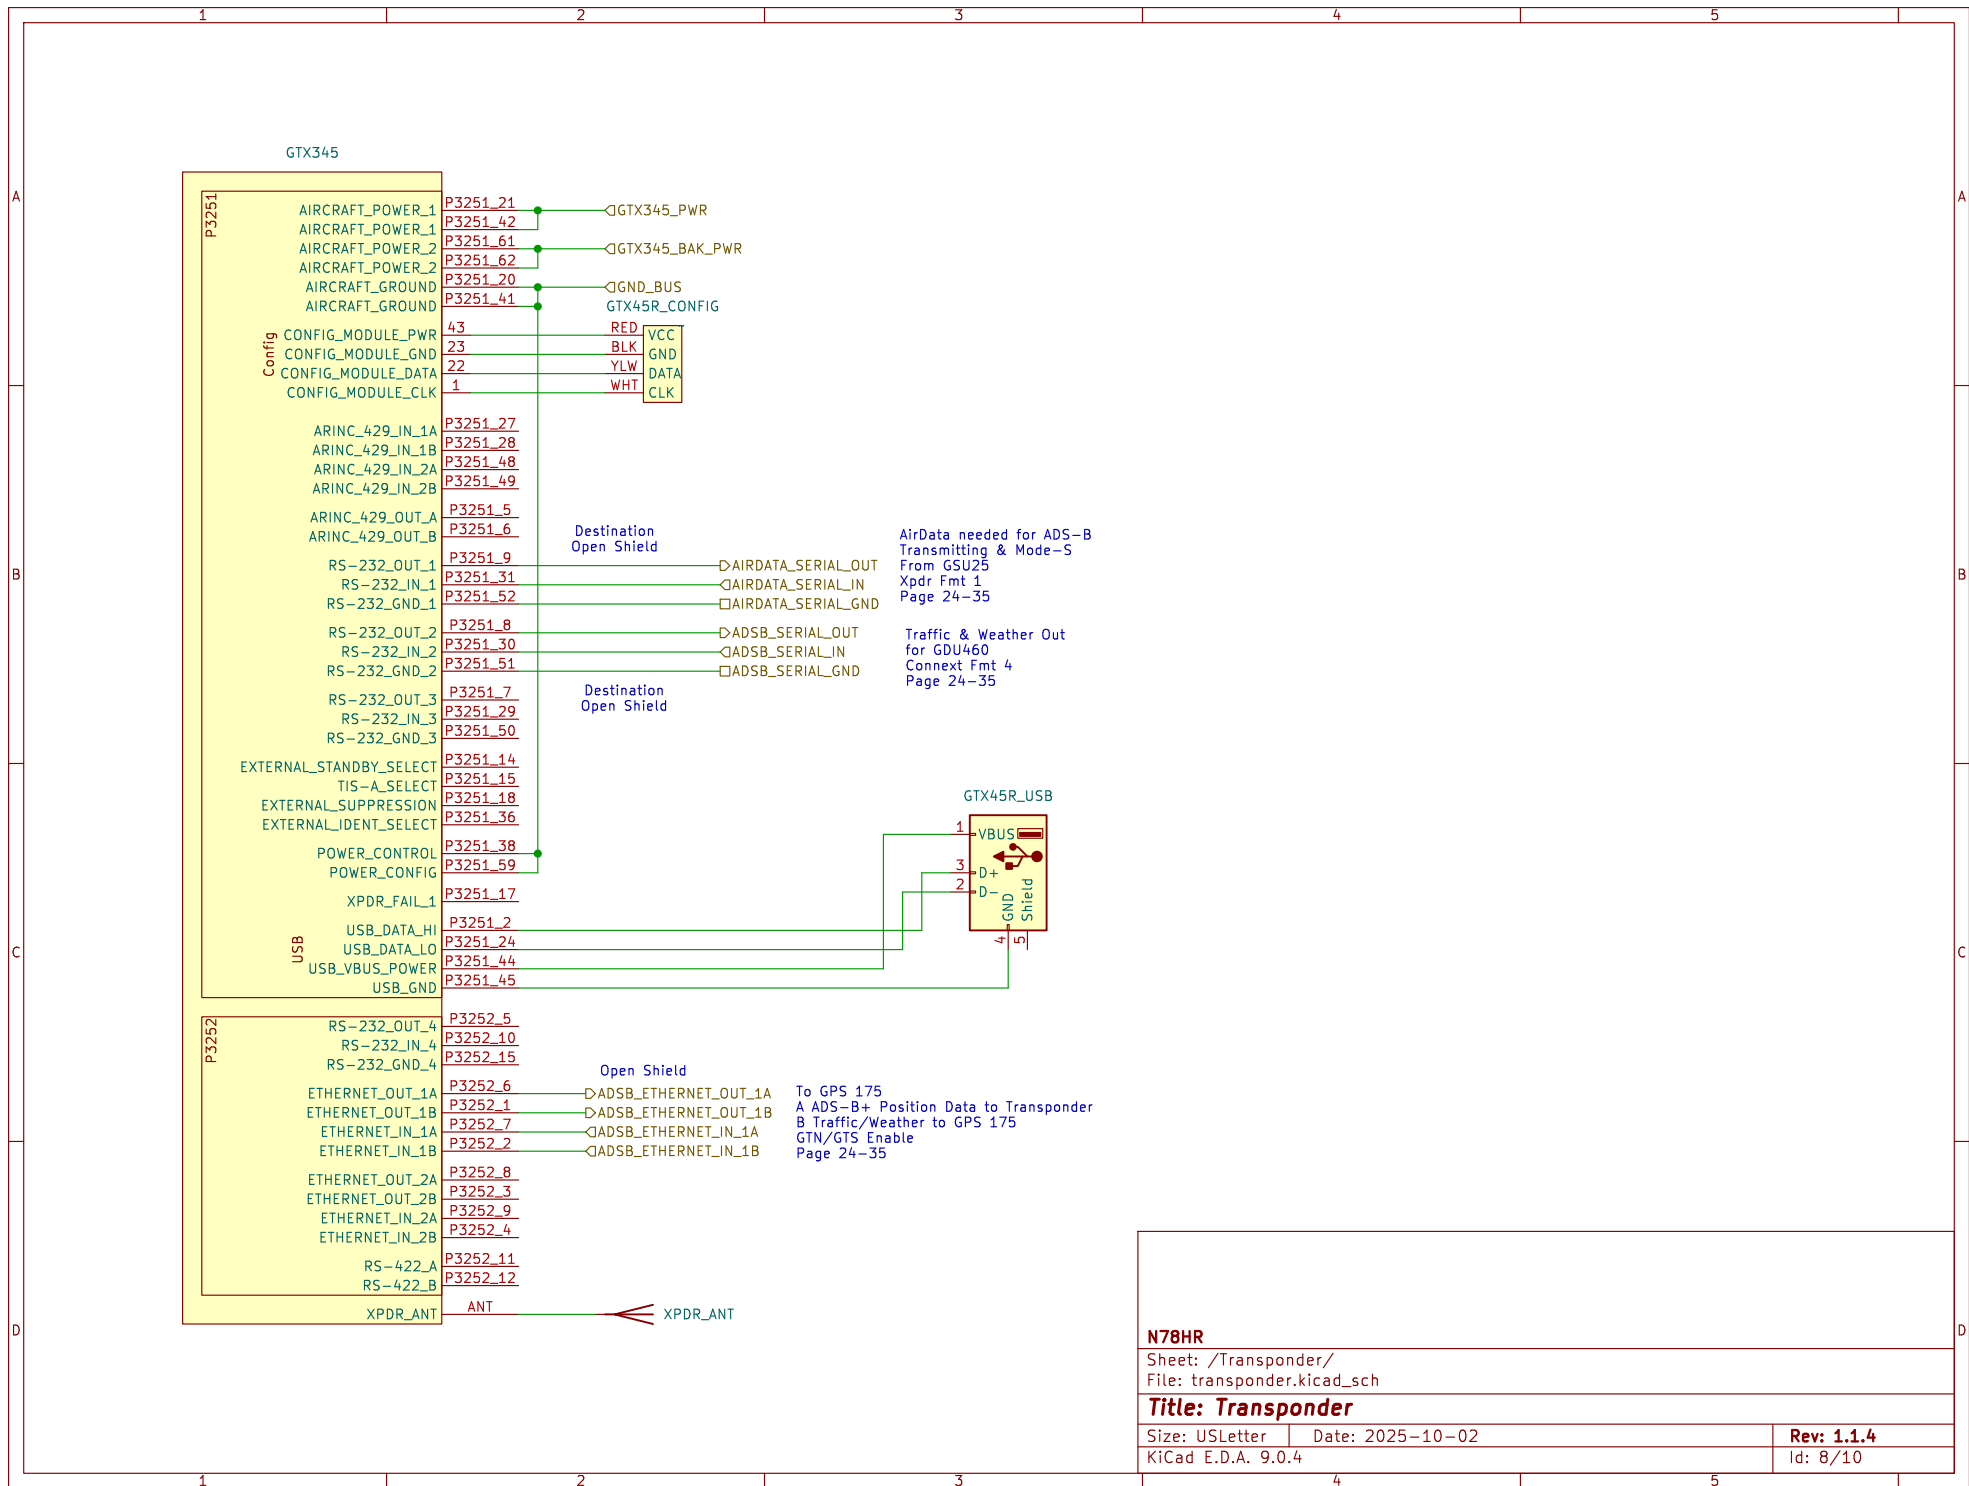 1 2 3 4 5
A A
B B
C C
D D
GTX345
P3251
AIRCRAFT_POWER_1 P3251_21 GTX345_PWR
AIRCRAFT_POWER_1 P3251_42
AIRCRAFT_POWER_2 P3251_61 GTX345_BAK_PWR
AIRCRAFT_POWER_2 P3251_62
AIRCRAFT_GROUND P3251_20 GND_BUS
AIRCRAFT_GROUND P3251_41
GTX45R_CONFIG
Config
CONFIG_MODULE_PWR 43 RED VCC
CONFIG_MODULE_GND 23 BLK GND
CONFIG_MODULE_DATA 22 YLW DATA
CONFIG_MODULE_CLK 1 WHT CLK
ARINC_429_IN_1A P3251_27
ARINC_429_IN_1B P3251_28
ARINC_429_IN_2A P3251_48
ARINC_429_IN_2B P3251_49
ARINC_429_OUT_A P3251_5
ARINC_429_OUT_B P3251_6
Destination
Open Shield
RS-232_OUT_1 P3251_9 AIRDATA_SERIAL_OUT
RS-232_IN_1 P3251_31 AIRDATA_SERIAL_IN
RS-232_GND_1 P3251_52 AIRDATA_SERIAL_GND
AirData needed for ADS-B
Transmitting & Mode-S
From GSU25
Xpdr Fmt 1
Page 24-35
RS-232_OUT_2 P3251_8 ADSB_SERIAL_OUT
RS-232_IN_2 P3251_30 ADSB_SERIAL_IN
RS-232_GND_2 P3251_51 ADSB_SERIAL_GND
Traffic & Weather Out
for GDU460
Connext Fmt 4
Page 24-35
Destination
Open Shield
RS-232_OUT_3 P3251_7
RS-232_IN_3 P3251_29
RS-232_GND_3 P3251_50
EXTERNAL_STANDBY_SELECT P3251_14
TIS-A_SELECT P3251_15
EXTERNAL_SUPPRESSION P3251_18
EXTERNAL_IDENT_SELECT P3251_36
POWER_CONTROL P3251_38
POWER_CONFIG P3251_59
XPDR_FAIL_1 P3251_17
USB
USB_DATA_HI P3251_2
USB_DATA_LO P3251_24
USB_VBUS_POWER P3251_44
USB_GND P3251_45
GTX45R_USB
1 VBUS
3 D+
2 D-
GND Shield
4 5
P3252
RS-232_OUT_4 P3252_5
RS-232_IN_4 P3252_10
RS-232_GND_4 P3252_15
Open Shield
ETHERNET_OUT_1A P3252_6 ADSB_ETHERNET_OUT_1A
ETHERNET_OUT_1B P3252_1 ADSB_ETHERNET_OUT_1B
ETHERNET_IN_1A P3252_7 ADSB_ETHERNET_IN_1A
ETHERNET_IN_1B P3252_2 ADSB_ETHERNET_IN_1B
To GPS 175
A ADS-B+ Position Data to Transponder
B Traffic/Weather to GPS 175
GTN/GTS Enable
Page 24-35
ETHERNET_OUT_2A P3252_8
ETHERNET_OUT_2B P3252_3
ETHERNET_IN_2A P3252_9
ETHERNET_IN_2B P3252_4
RS-422_A P3252_11
RS-422_B P3252_12
XPDR_ANT ANT XPDR_ANT
N78HR
Sheet: /Transponder/
File: transponder.kicad_sch
Title: Transponder
Size: USLetter Date: 2025-10-02 Rev: 1.1.4
KiCad E.D.A. 9.0.4 Id: 8/10
1 2 3 4 5